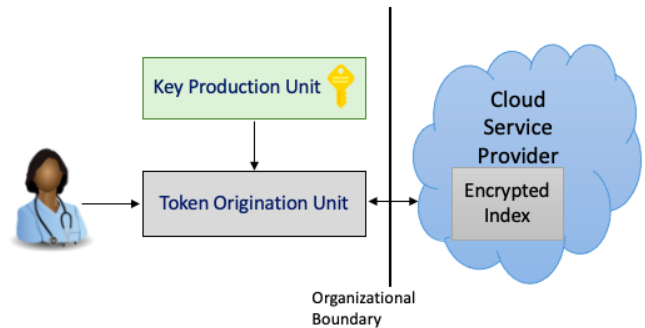 Key Production Unit
Token Origination Unit
Cloud
Service
Provider
Encrypted
Index
Organizational
Boundary